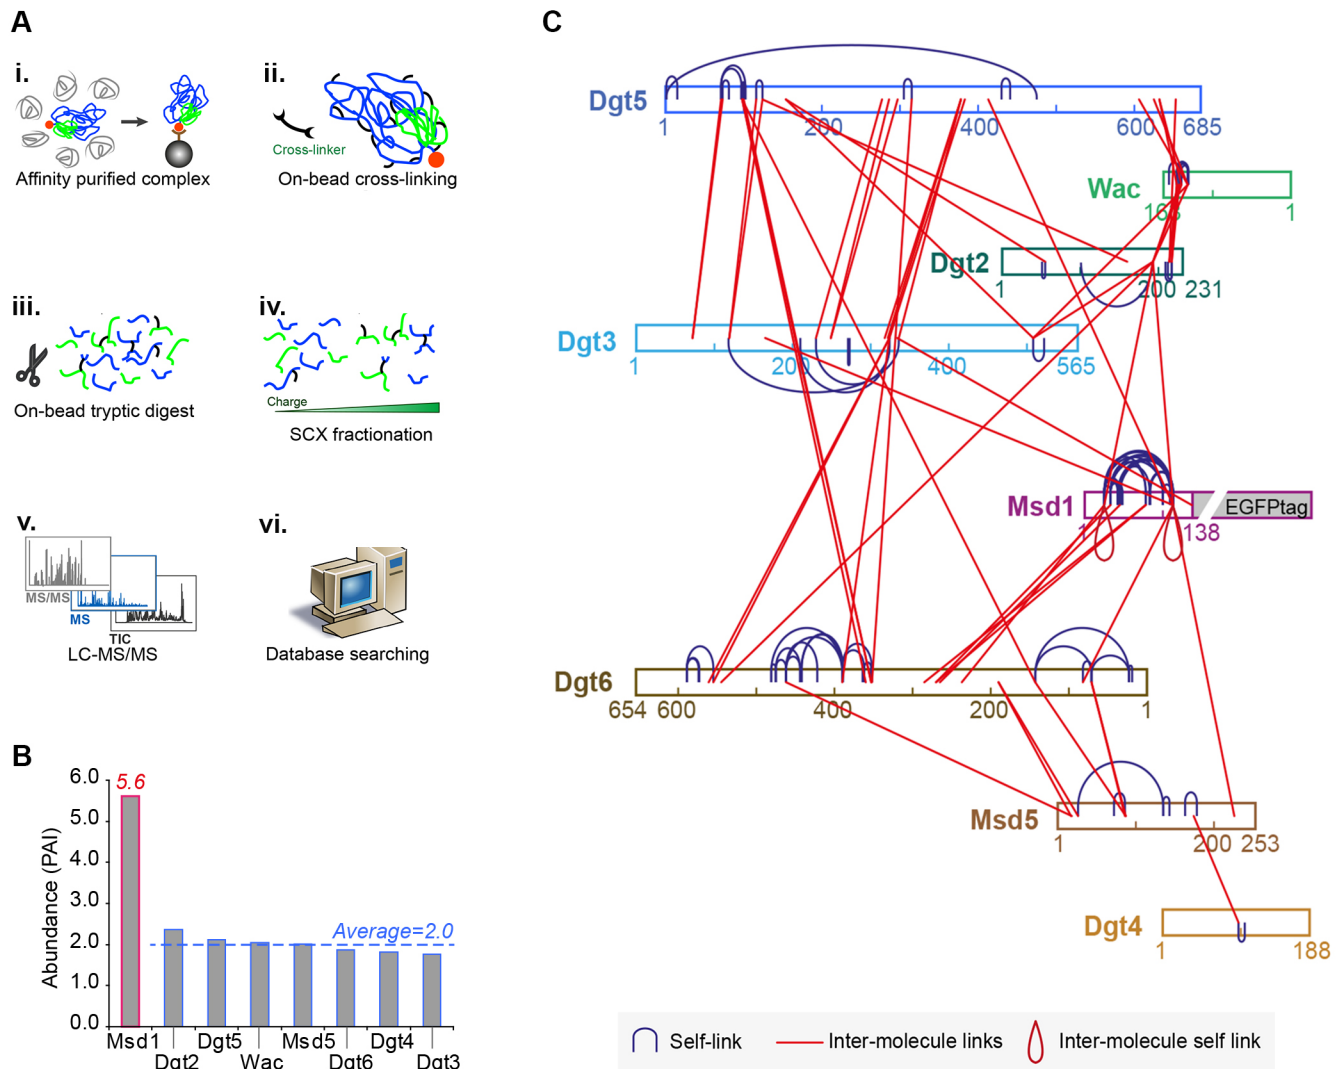 A
i.
Affinity purified complex
ii.
Cross-linker
On-bead cross-linking
iii.
On-bead tryptic digest
iv.
Charge
SCX fractionation
v.
MS/MS
MS
TIC
LC-MS/MS
vi.
Database searching
B
Abundance (PAI)
6.0
5.0
4.0
3.0
2.0
1.0
0.0
5.6
Average=2.0
Msd1
Dgt2
Dgt5
Wac
Msd5
Dgt6
Dgt4
Dgt3
C
Dgt5
1 200 400 600 685
Wac
163 1
Dgt2
1 200 231
Dgt3
1 200 400 565
Msd1
EGFPtag
1 138
Dgt6
654 600 400 200 1
Msd5
1 200 253
Dgt4
1 188
Self-link Inter-molecule links Inter-molecule self link